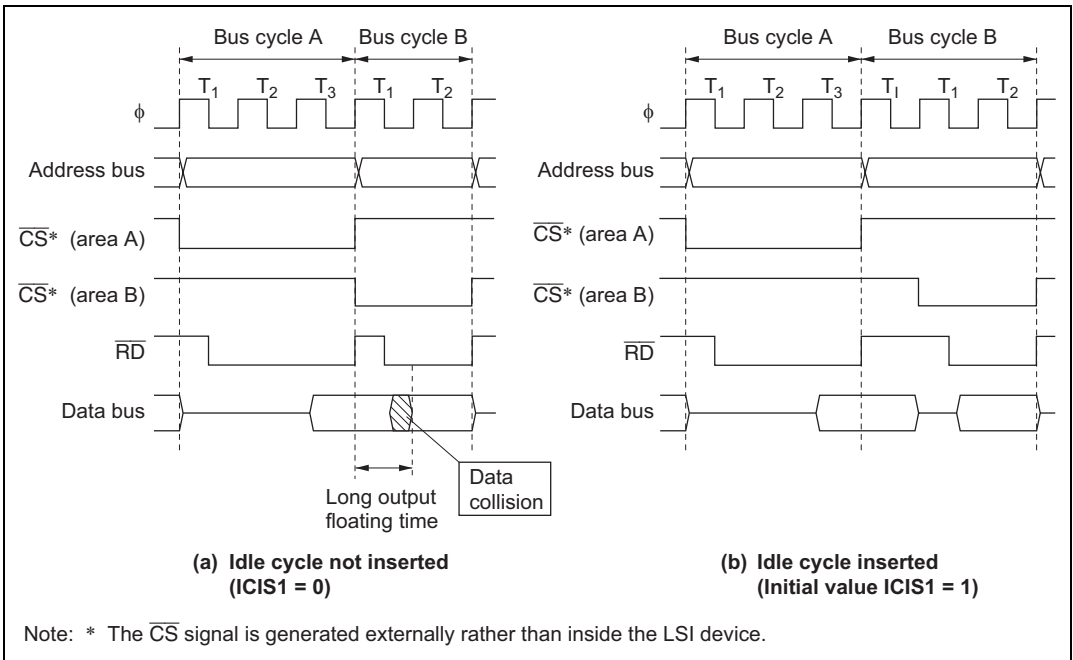 Bus cycle A Bus cycle B
T1 T2 T3 T1 T2
ϕ
Address bus
CS* (area A)
CS* (area B)
RD
Data bus
Long output
floating time
Data
collision
(a) Idle cycle not inserted
(ICIS1 = 0)
Bus cycle A Bus cycle B
T1 T2 T3 TI T1 T2
ϕ
Address bus
CS* (area A)
CS* (area B)
RD
Data bus
(b) Idle cycle inserted
(Initial value ICIS1 = 1)
Note: * The CS signal is generated externally rather than inside the LSI device.